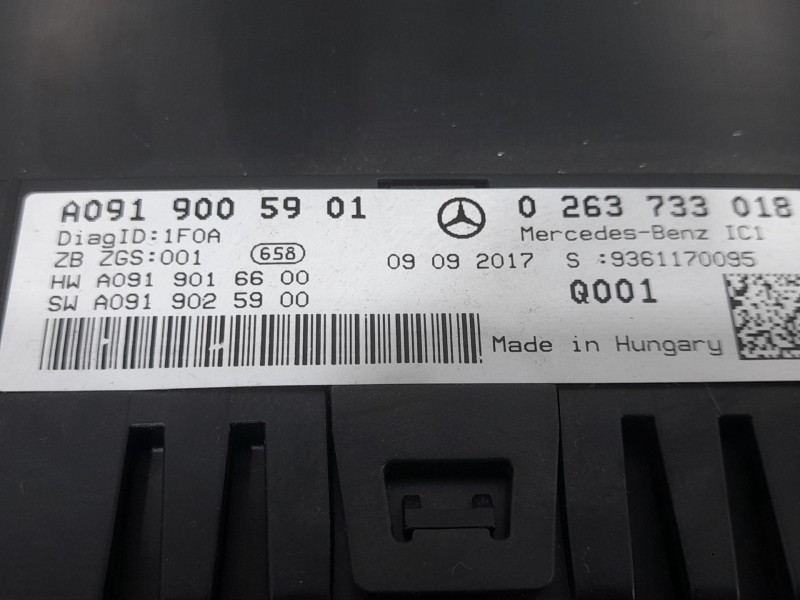 A091 900 59 01 0 263 733 018
DiagID:1F0A Mercedes-Benz IC1
ZB ZGS:001 658 09 09 2017 S :9361170095
HW A091 901 66 00
SW A091 902 59 00 Q001
Made in Hungary